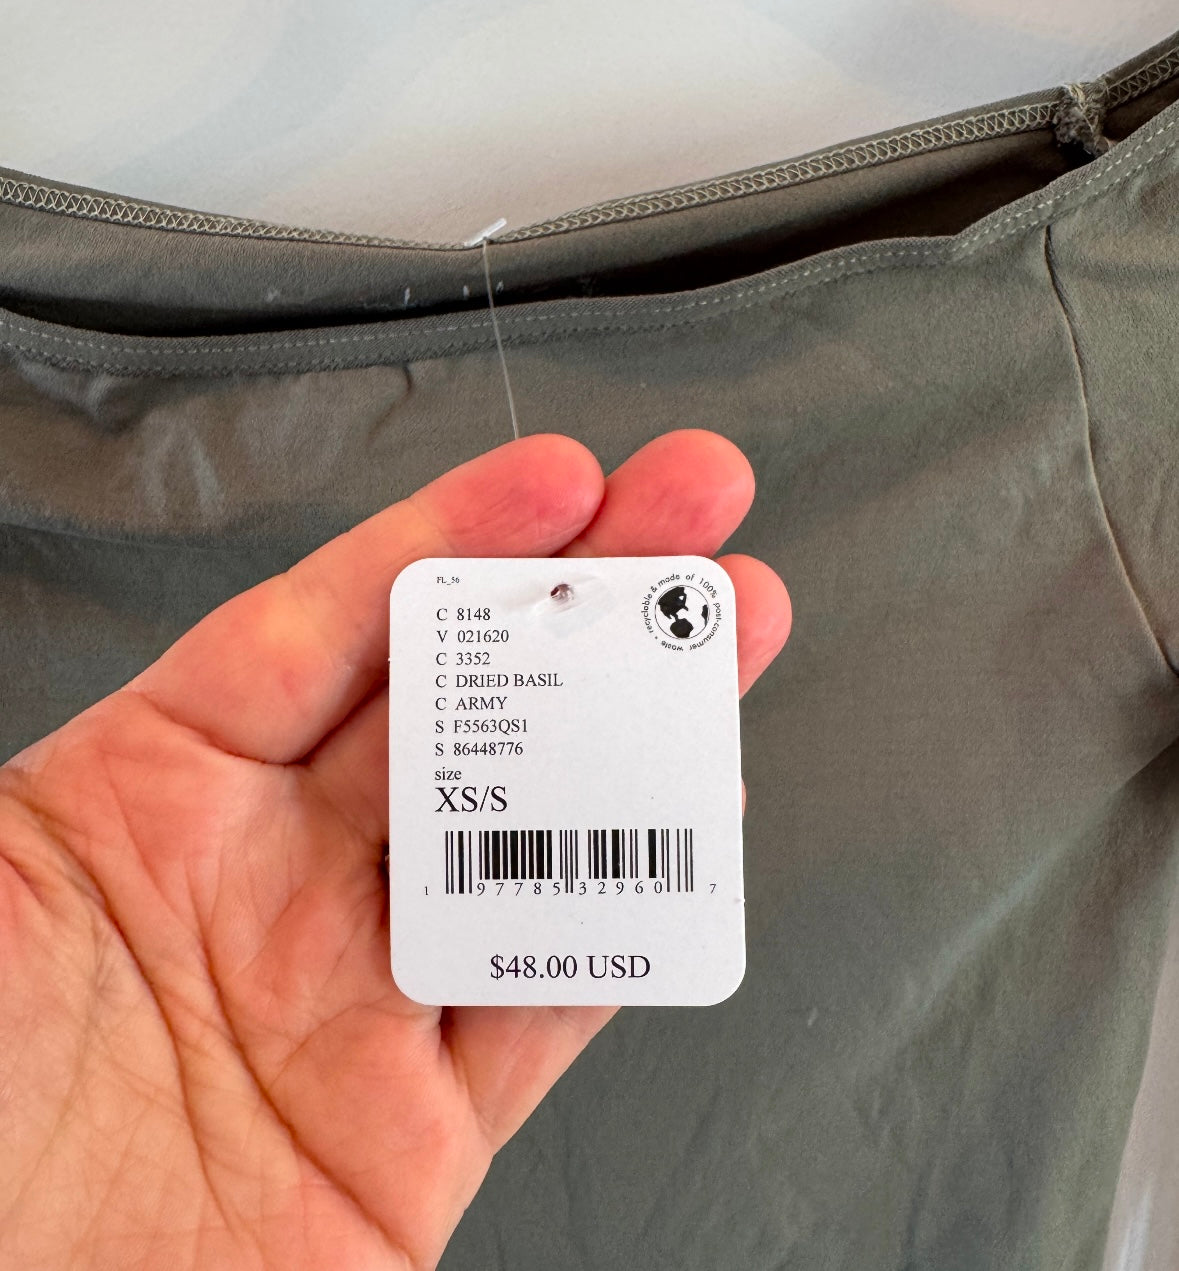 FL_56
recyclable & made of 100% post-consumer waste •
C 8148
V 021620
C 3352
C DRIED BASIL
C ARMY
S F5563QS1
S 86448776
size
XS/S
1 97785 32960 7
$48.00 USD